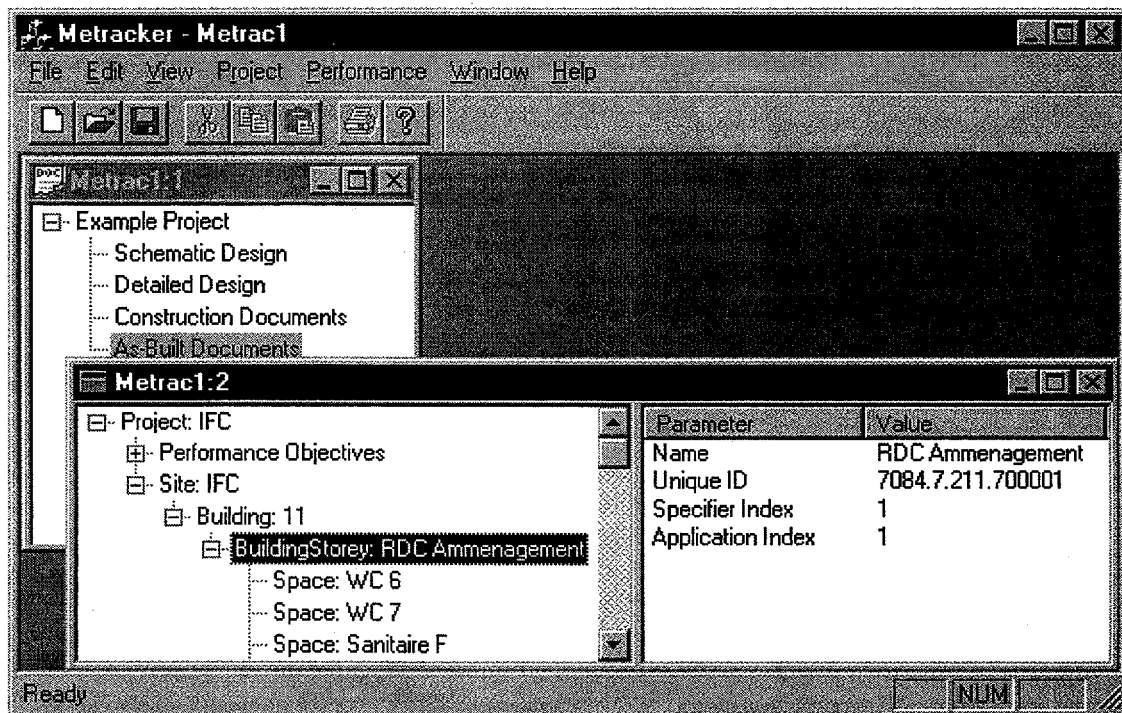 Metracker - Metrac1
File Edit View Project Performance Window Help
Metrac1:1
Example Project
Schematic Design
Detailed Design
Construction Documents
As-Built Documents
Metrac1:2
Project: IFC
Performance Objectives
Site: IFC
Building: 11
BuildingStorey: RDC Ammenagement
Space: WC 6
Space: WC 7
Space: Sanitaire F
Parameter Value
Name RDC Ammenagement
Unique ID 7084.7.211.700001
Specifier Index 1
Application Index 1
Ready NUM